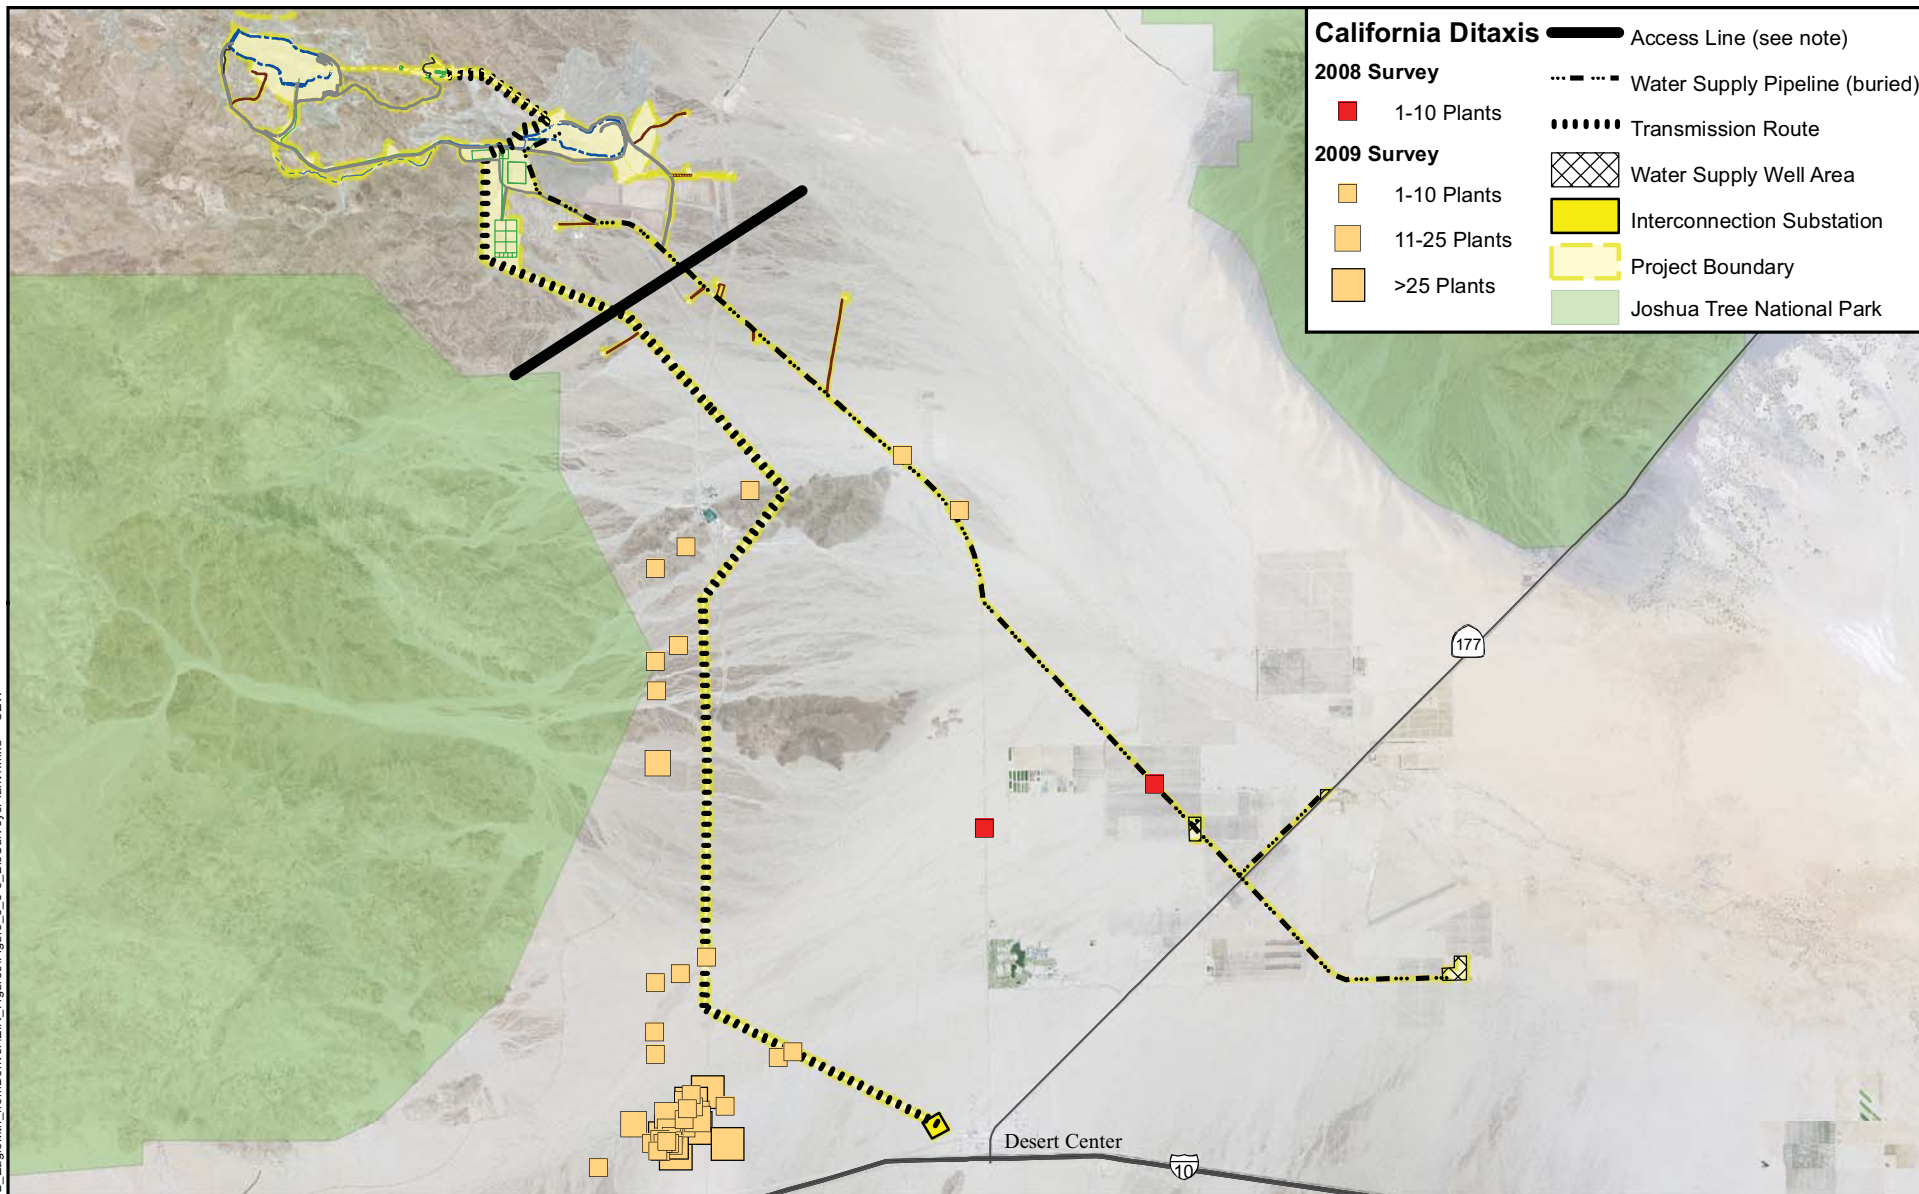 California Ditaxis
2008 Survey
1-10 Plants
2009 Survey
1-10 Plants
11-25 Plants
>25 Plants
Access Line (see note)
Water Supply Pipeline (buried)
Transmission Route
Water Supply Well Area
Interconnection Substation
Project Boundary
Joshua Tree National Park
177
Desert Center
10